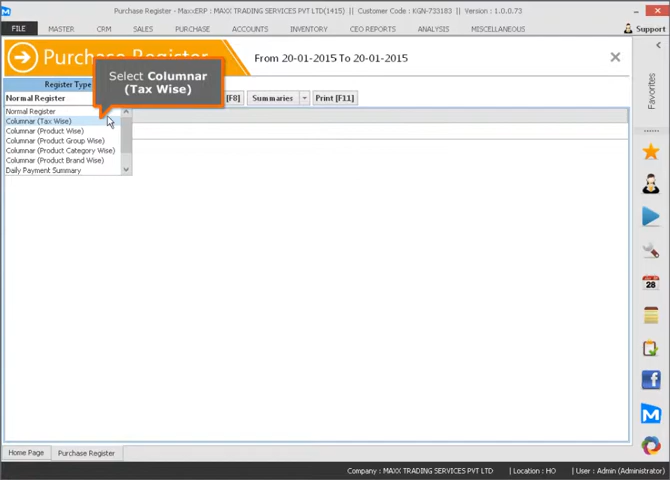 Purchase Register - MaxxERP : MAXX TRADING SERVICES PVT LTD(1415) || Customer Code : KGN-733183 || Version : 1.0.0.73
FILE MASTER CRM SALES PURCHASE ACCOUNTS INVENTORY CEO REPORTS ANALYSIS MISCELLANEOUS Support
Purchase Register From 20-01-2015 To 20-01-2015
Select Columnar
(Tax Wise)
Register Type
Normal Register [F8] Summaries Print [F11]
Normal Register
Columnar (Tax Wise)
Columnar (Product Wise)
Columnar (Product Group Wise)
Columnar (Product Category Wise)
Columnar (Product Brand Wise)
Daily Payment Summary
Favorites
28
Home Page Purchase Register
Company : MAXX TRADING SERVICES PVT LTD | Location : HO | User : Admin (Administrator)